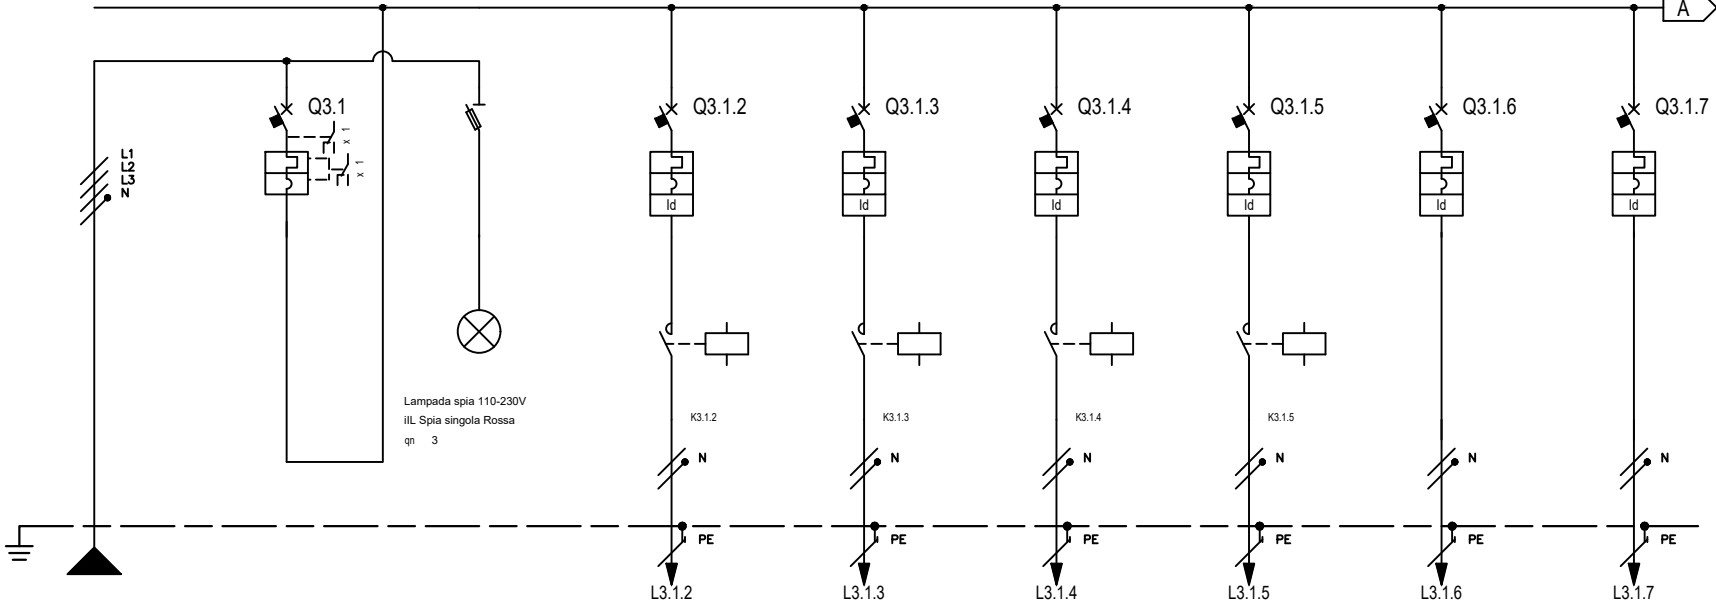 A
Q3.1
Q3.1.2
Q3.1.3
Q3.1.4
Q3.1.5
Q3.1.6
Q3.1.7
x 1
x 1
L1
L2
L3
N
Id
Id
Id
Id
Id
Id
Lampada spia 110-230V
iIL Spia singola Rossa
qn 3
K3.1.2
K3.1.3
K3.1.4
K3.1.5
N
N
N
N
N
N
PE
PE
PE
PE
PE
PE
L3.1.2
L3.1.3
L3.1.4
L3.1.5
L3.1.6
L3.1.7